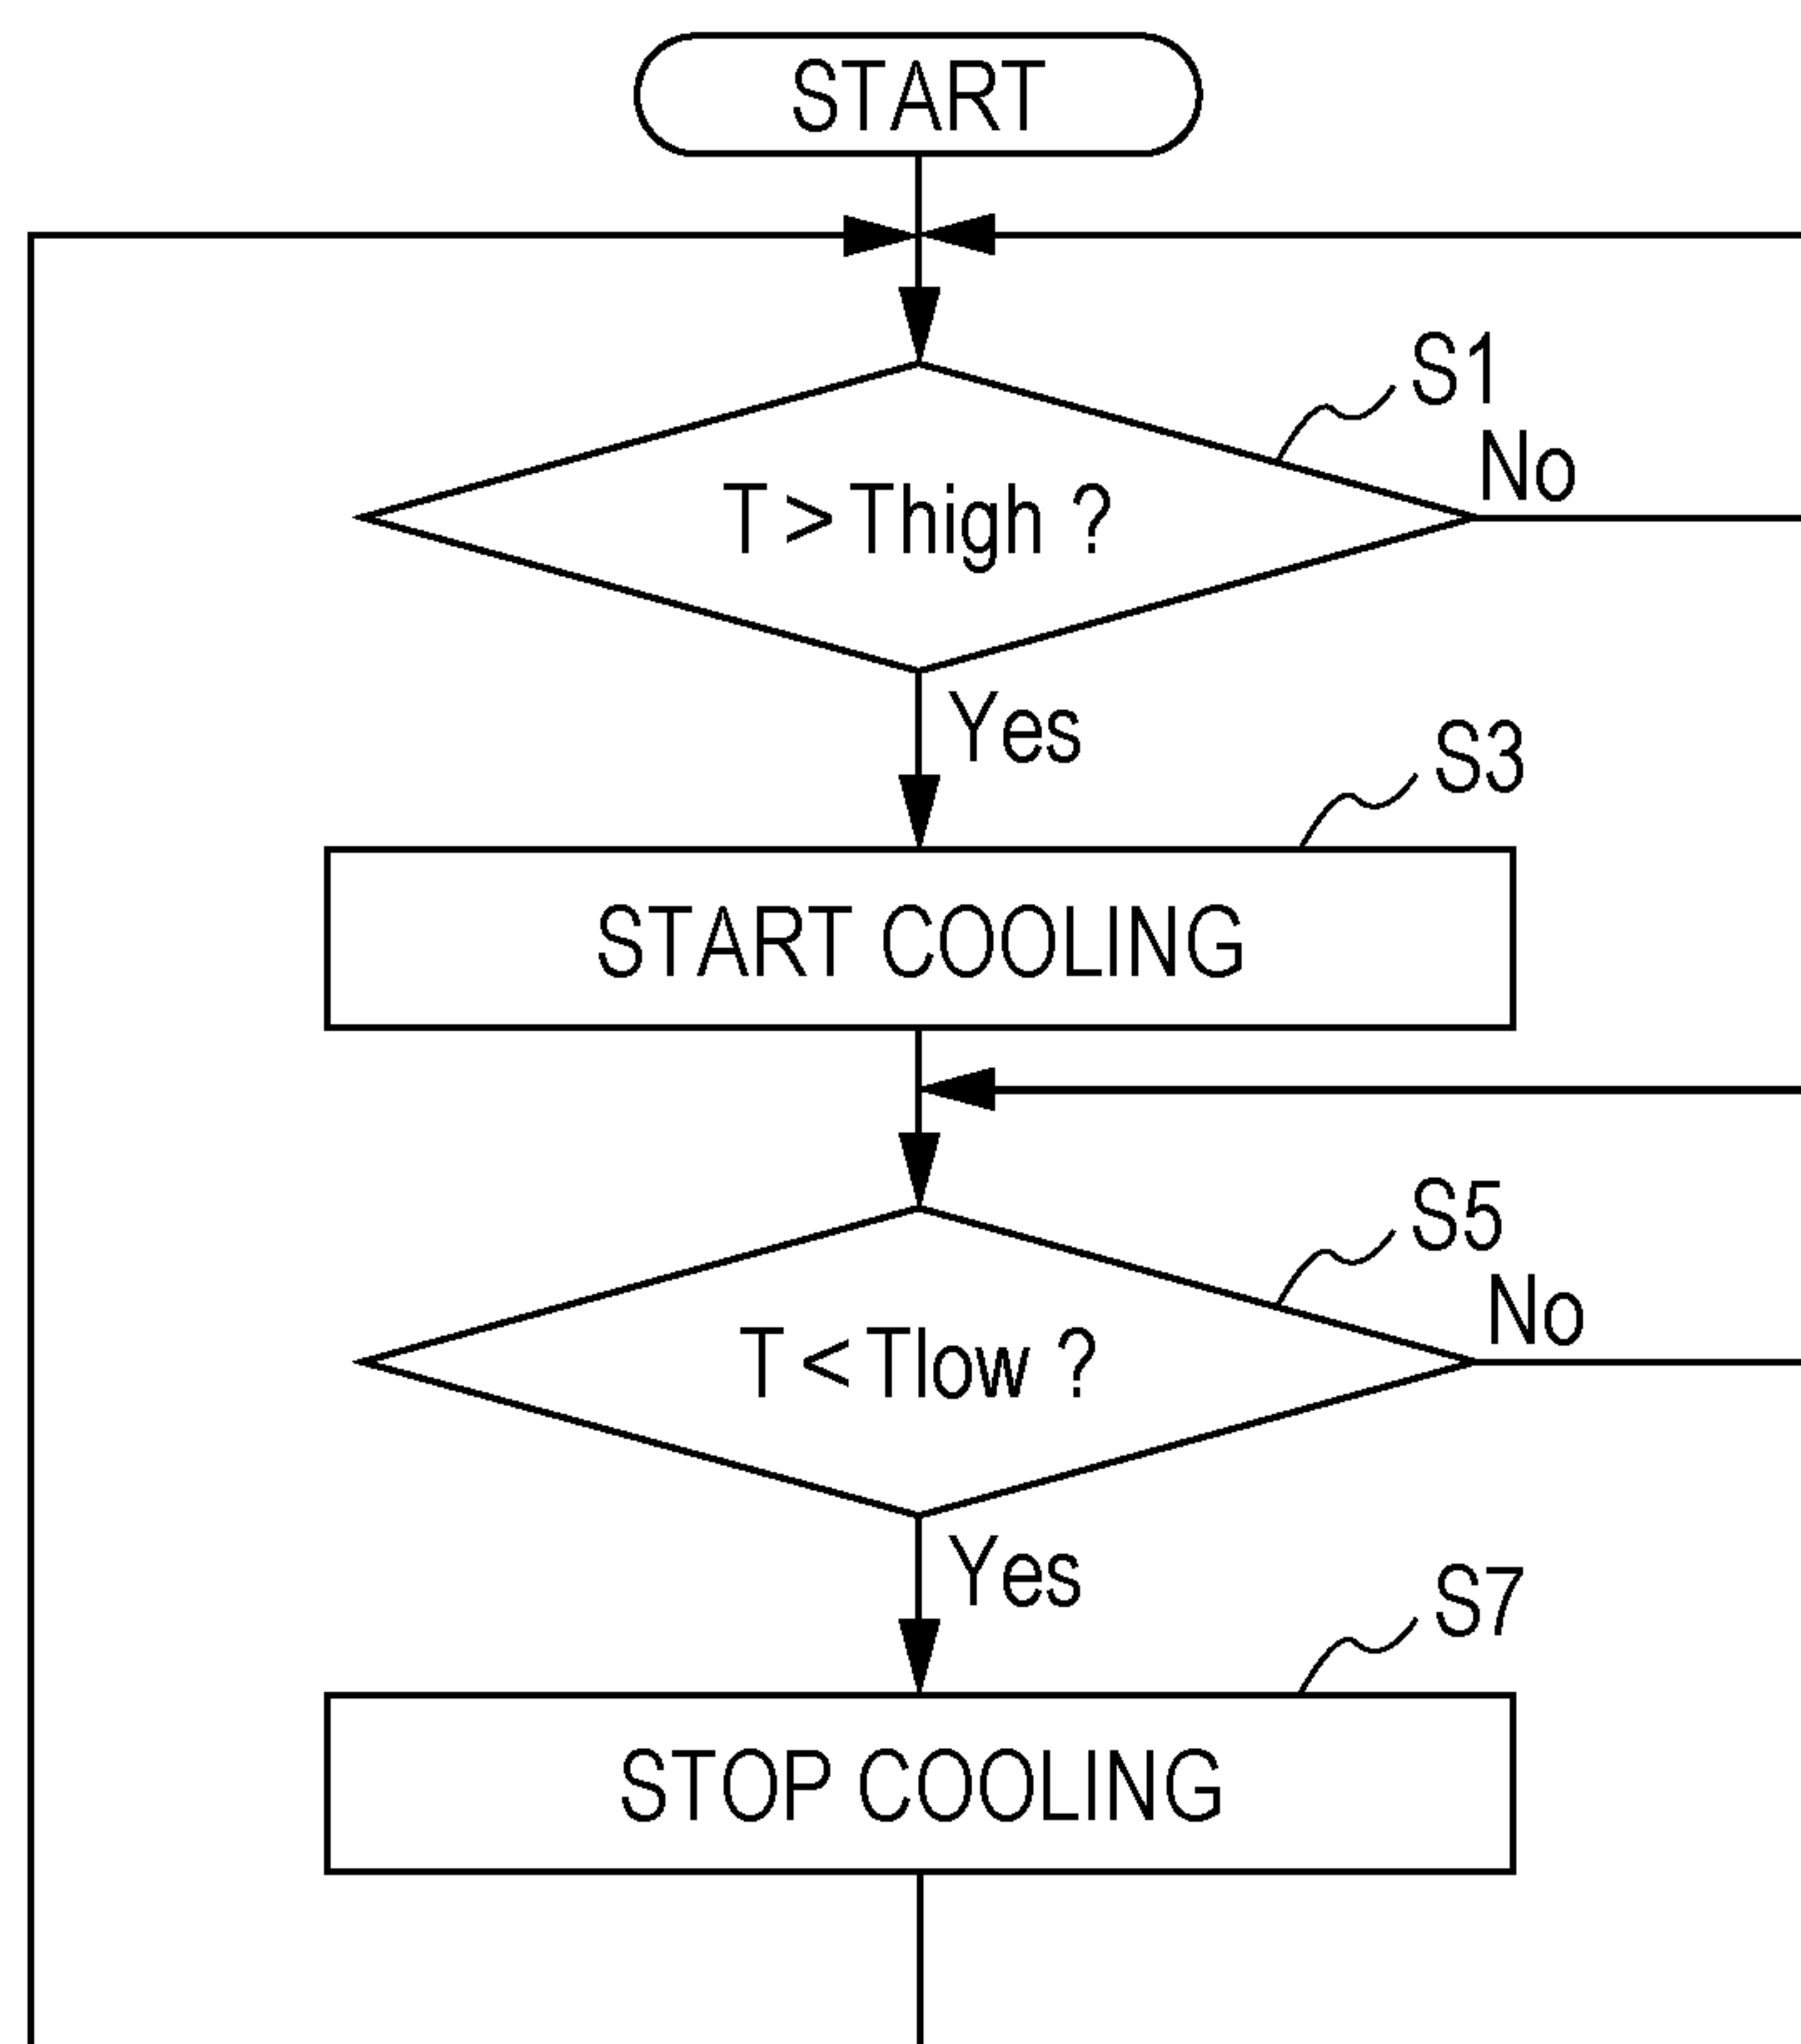 START
S1
No
T > Thigh ?
Yes
S3
START COOLING
S5
No
T < Tlow ?
Yes
S7
STOP COOLING